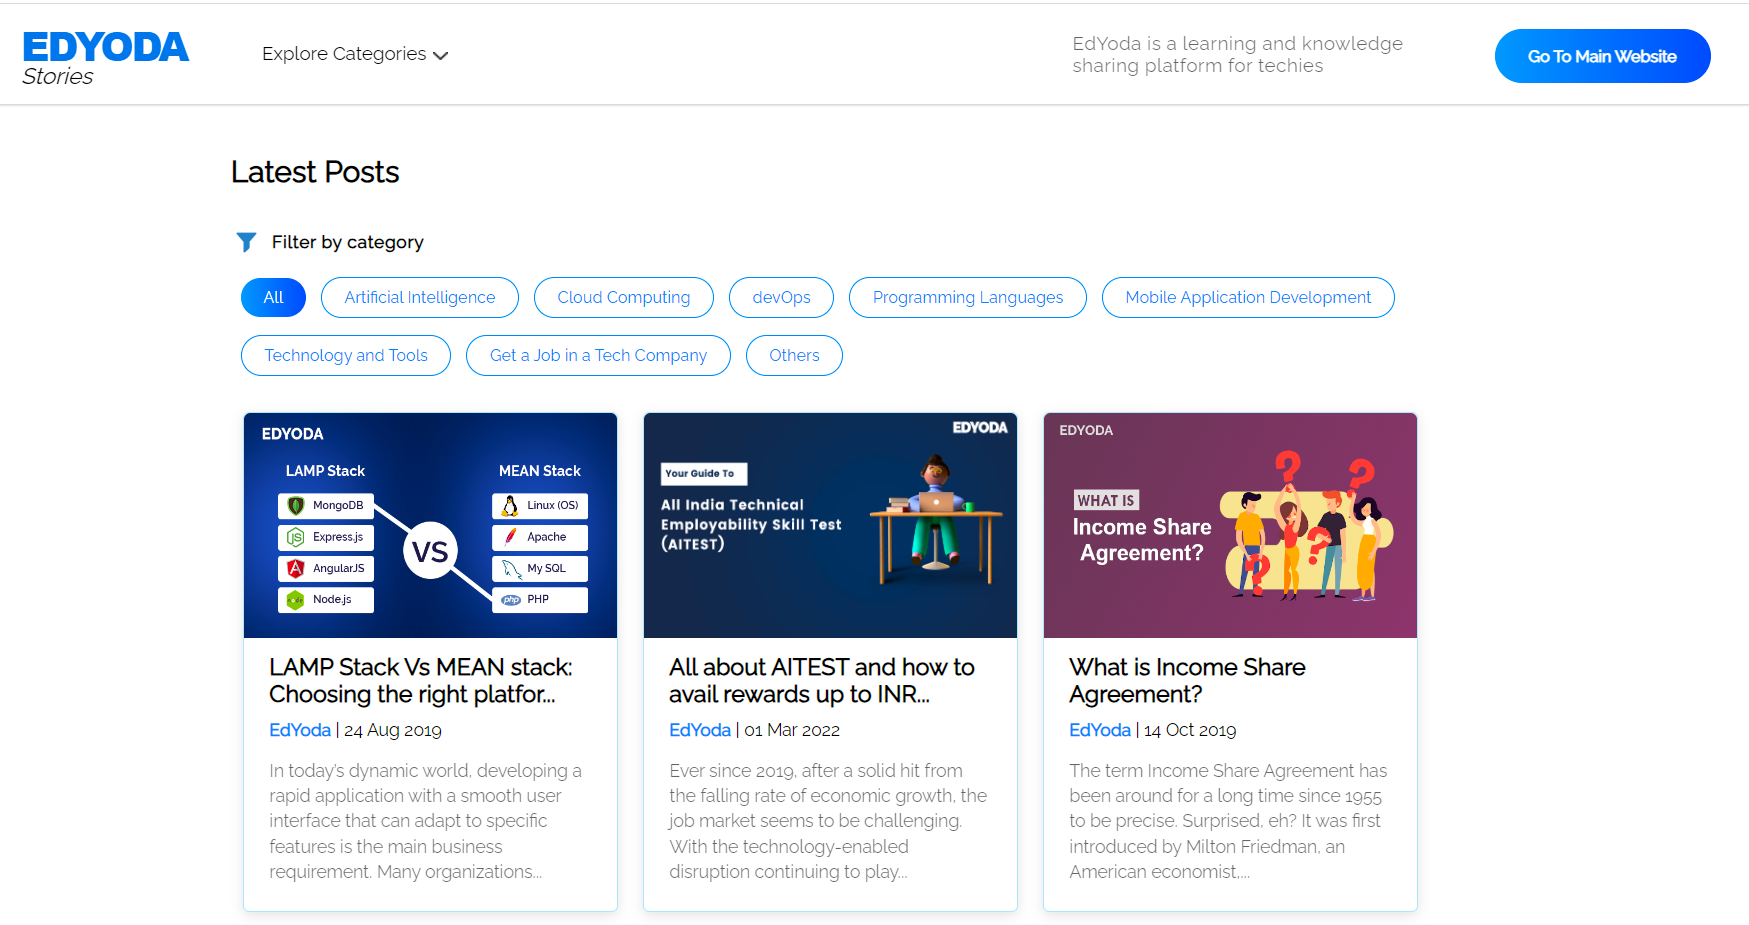 EDYODA
Stories
Explore Categories
EdYoda is a learning and knowledge
sharing platform for techies
Go To Main Website
Latest Posts
Filter by category
All
Artificial Intelligence
Cloud Computing
devOps
Programming Languages
Mobile Application Development
Technology and Tools
Get a Job in a Tech Company
Others
EDYODA
LAMP Stack
MongoDB
Express.js
AngularJS
Node.js
VS
MEAN Stack
Linux (OS)
Apache
My SQL
php PHP
LAMP Stack Vs MEAN stack:
Choosing the right platfor...
EdYoda | 24 Aug 2019
In today's dynamic world, developing a
rapid application with a smooth user
interface that can adapt to specific
features is the main business
requirement. Many organizations...
EDYODA
Your Guide To
All India Technical
Employability Skill Test
(AITEST)
All about AITEST and how to
avail rewards up to INR...
EdYoda | 01 Mar 2022
Ever since 2019, after a solid hit from
the falling rate of economic growth, the
job market seems to be challenging.
With the technology-enabled
disruption continuing to play...
EDYODA
WHAT IS
Income Share
Agreement?
What is Income Share
Agreement?
EdYoda | 14 Oct 2019
The term Income Share Agreement has
been around for a long time since 1955
to be precise. Surprised, eh? It was first
introduced by Milton Friedman, an
American economist,...